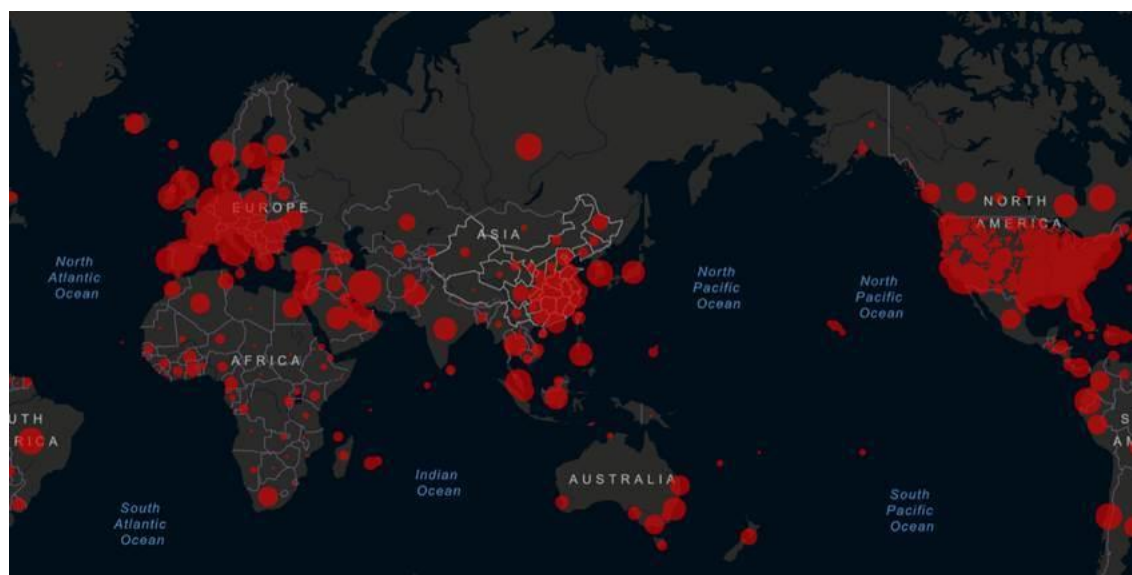 NORTH
AMERICA
EUROPE
ASIA
North
Atlantic
Ocean
North
Pacific
Ocean
North
Pacific
Ocean
AFRICA
UTH
RICA
S
AM
Indian
Ocean
AUSTRALIA
South
Atlantic
Ocean
South
Pacific
Ocean